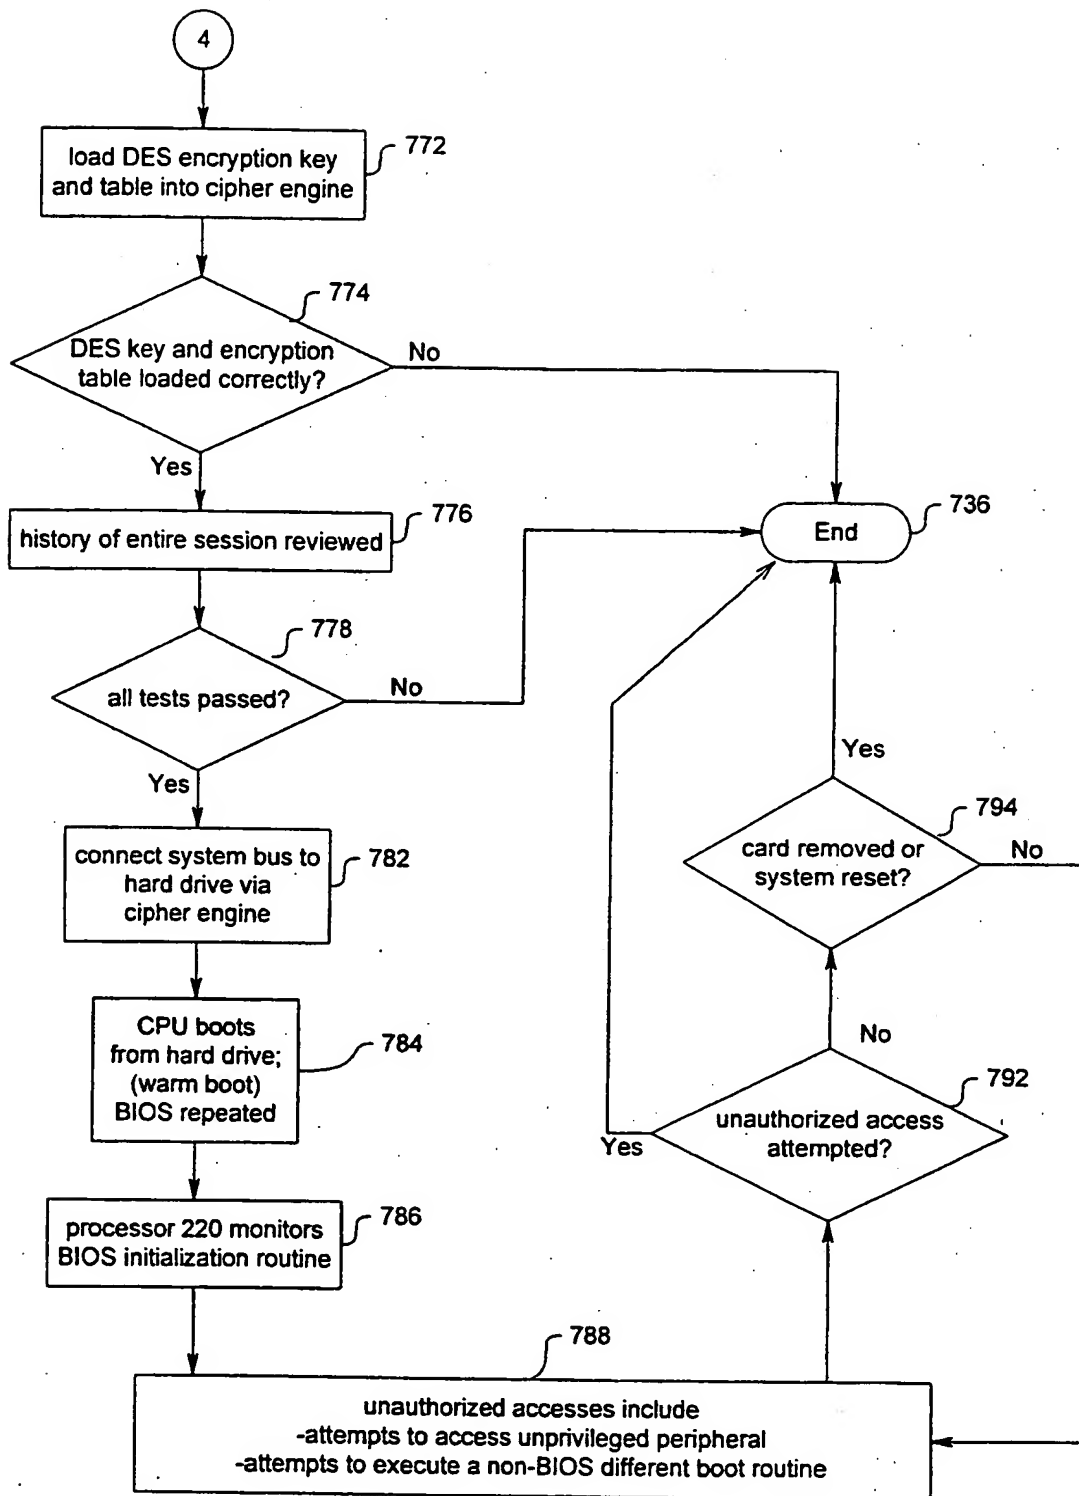 4
load DES encryption key
and table into cipher engine
772
774
DES key and encryption
table loaded correctly?
No
Yes
history of entire session reviewed
776
End
736
778
all tests passed?
No
Yes
connect system bus to
hard drive via
cipher engine
782
Yes
794
card removed or
system reset?
No
CPU boots
from hard drive;
(warm boot)
BIOS repeated
784
No
792
unauthorized access
attempted?
Yes
processor 220 monitors
BIOS initialization routine
786
788
unauthorized accesses include
-attempts to access unprivileged peripheral
-attempts to execute a non-BIOS different boot routine